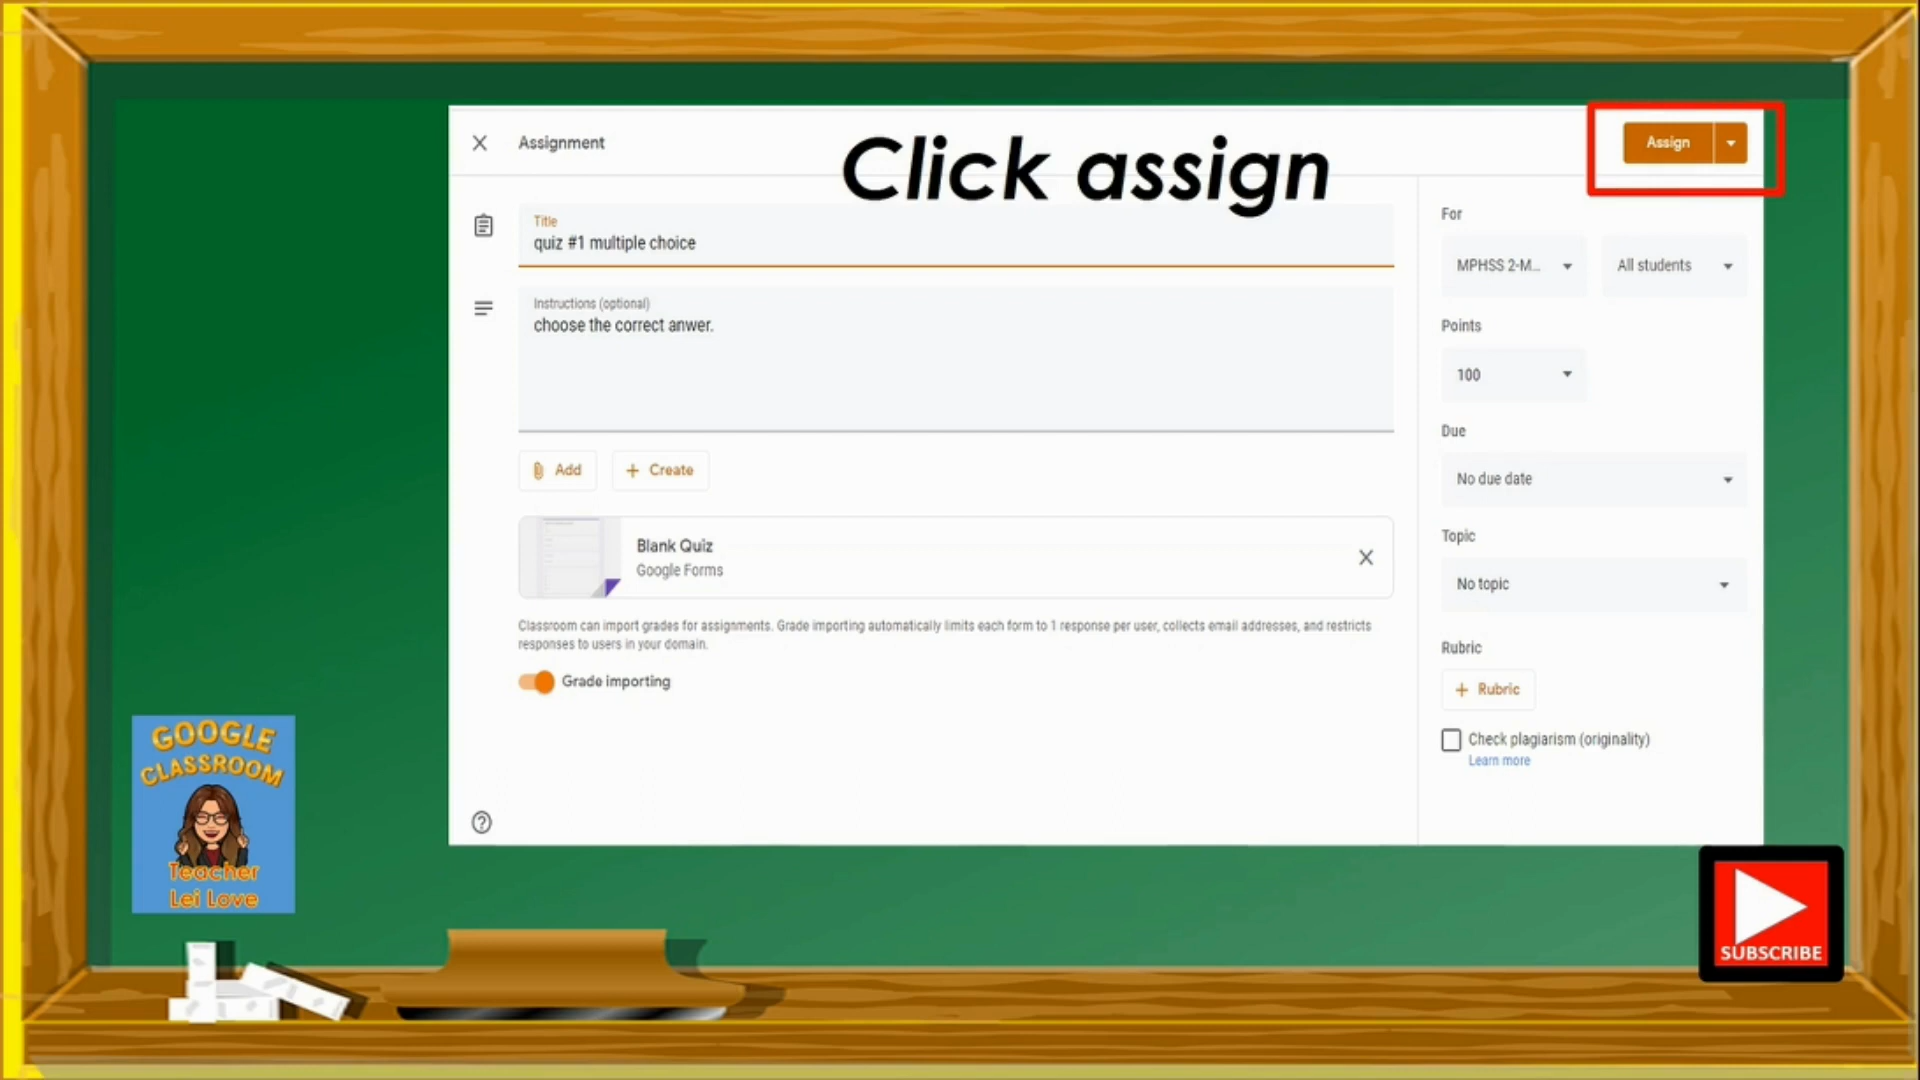 Assignment
Click assign
Assign
Title
quiz #1 multiple choice
Instructions (optional)
choose the correct anwer.
Add
Create
Blank Quiz
Google Forms
Classroom can import grades for assignments. Grade importing automatically limits each form to 1 response per user, collects email addresses, and restricts
responses to users in your domain.
Grade importing
For
MPHSS 2-M...
All students
Points
100
Due
No due date
Topic
No topic
Rubric
+ Rubric
Check plagiarism (originality)
Learn more
GOOGLE
CLASSROOM
Teacher
Lei Love
SUBSCRIBE